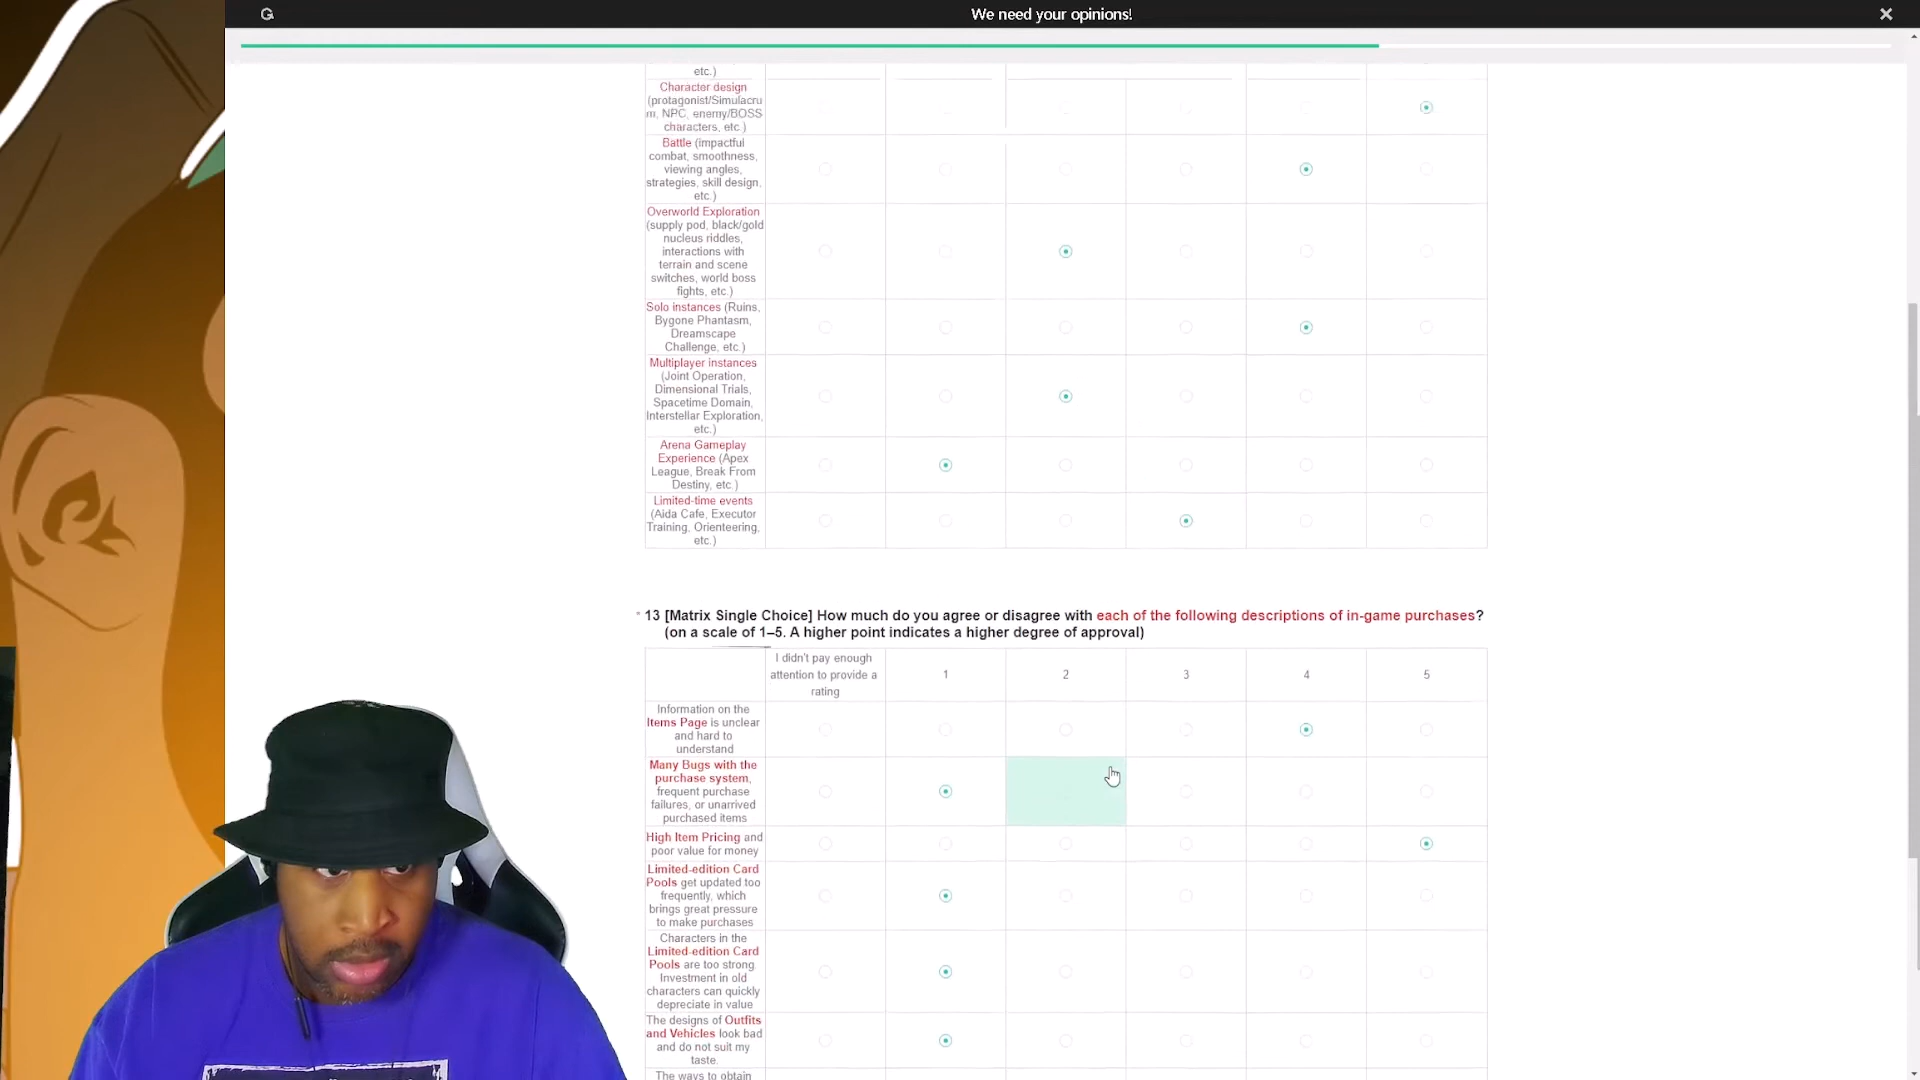 We need your opinions!
etc.)
Character design
(protagonist/Simulacru
m, NPC, enemy/BOSS
characters, etc.)
Battle (impactful
combat, smoothness,
viewing angles,
strategies, skill design,
etc.)
Overworld Exploration
(supply pod, black/gold
nucleus riddles,
interactions with
terrain and scene
switches, world boss
fights, etc.)
Solo instances (Ruins,
Bygone Phantasm,
Dreamscape
Challenge, etc.)
Multiplayer instances
(Joint Operation,
Dimensional Trials,
Spacetime Domain,
Interstellar Exploration,
etc.)
Arena Gameplay
Experience (Apex
League, Break From
Destiny, etc.)
Limited-time events
(Aida Cafe, Executor
Training, Orienteering,
etc.)
* 13 [Matrix Single Choice] How much do you agree or disagree with each of the following descriptions of in-game purchases?
(on a scale of 1–5. A higher point indicates a higher degree of approval)
I didn't pay enough
attention to provide a
rating
1 2 3 4 5
Information on the
Items Page is unclear
and hard to
understand
Many Bugs with the
purchase system,
frequent purchase
failures, or unarrived
purchased items
High Item Pricing and
poor value for money
Limited-edition Card
Pools get updated too
frequently, which
brings great pressure
to make purchases
Characters in the
Limited-edition Card
Pools are too strong.
Investment in old
characters can quickly
depreciate in value
The designs of Outfits
and Vehicles look bad
and do not suit my
taste.
The ways to obtain